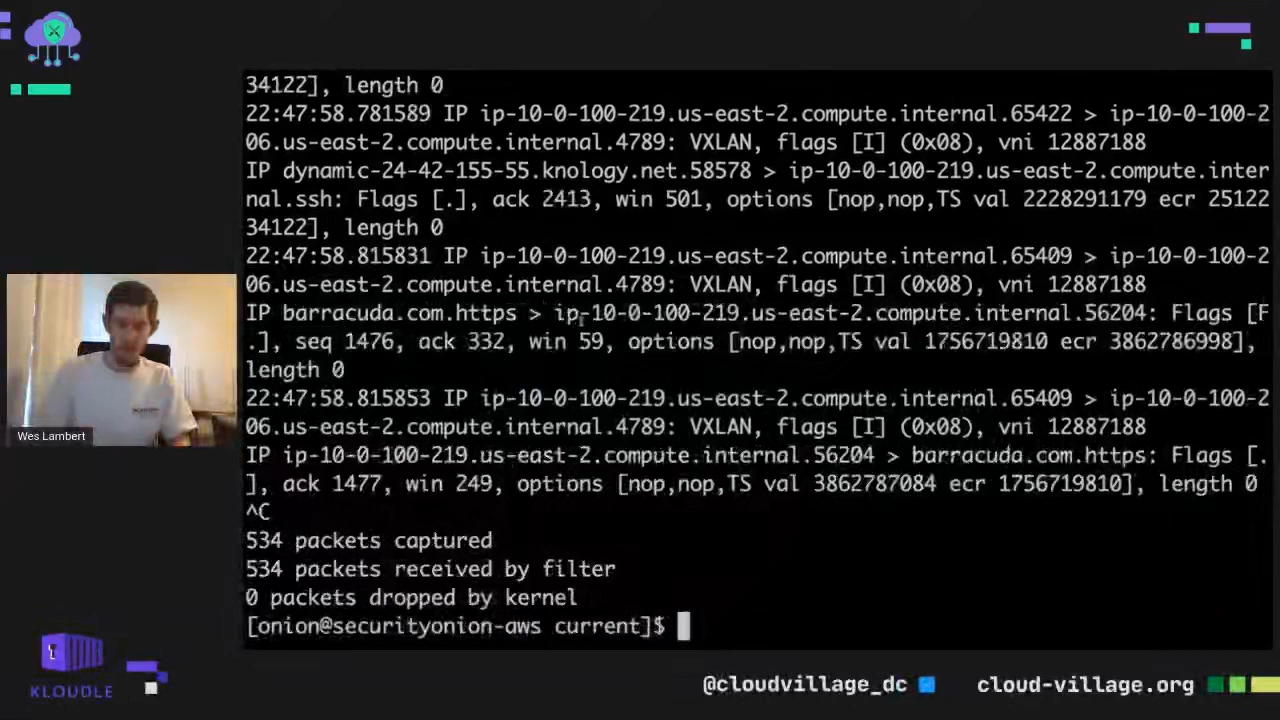 34122], length 0
22:47:58.781589 IP ip-10-0-100-219.us-east-2.compute.internal.65422 > ip-10-0-100-2
06.us-east-2.compute.internal.4789: VXLAN, flags [I] (0x08), vni 12887188
IP dynamic-24-42-155-55.knology.net.58578 > ip-10-0-100-219.us-east-2.compute.inter
nal.ssh: Flags [.], ack 2413, win 501, options [nop,nop,TS val 2228291179 ecr 25122
34122], length 0
22:47:58.815831 IP ip-10-0-100-219.us-east-2.compute.internal.65409 > ip-10-0-100-2
06.us-east-2.compute.internal.4789: VXLAN, flags [I] (0x08), vni 12887188
IP barracuda.com.https > ip-10-0-100-219.us-east-2.compute.internal.56204: Flags [F
.], seq 1476, ack 332, win 59, options [nop,nop,TS val 1756719810 ecr 3862786998],
length 0
22:47:58.815853 IP ip-10-0-100-219.us-east-2.compute.internal.65409 > ip-10-0-100-2
06.us-east-2.compute.internal.4789: VXLAN, flags [I] (0x08), vni 12887188
IP ip-10-0-100-219.us-east-2.compute.internal.56204 > barracuda.com.https: Flags [.
], ack 1477, win 249, options [nop,nop,TS val 3862787084 ecr 1756719810], length 0
^C
534 packets captured
534 packets received by filter
0 packets dropped by kernel
[onion@securityonion-aws current]$
Wes Lambert
KLOUDLE
@cloudvillage_dc
cloud-village.org